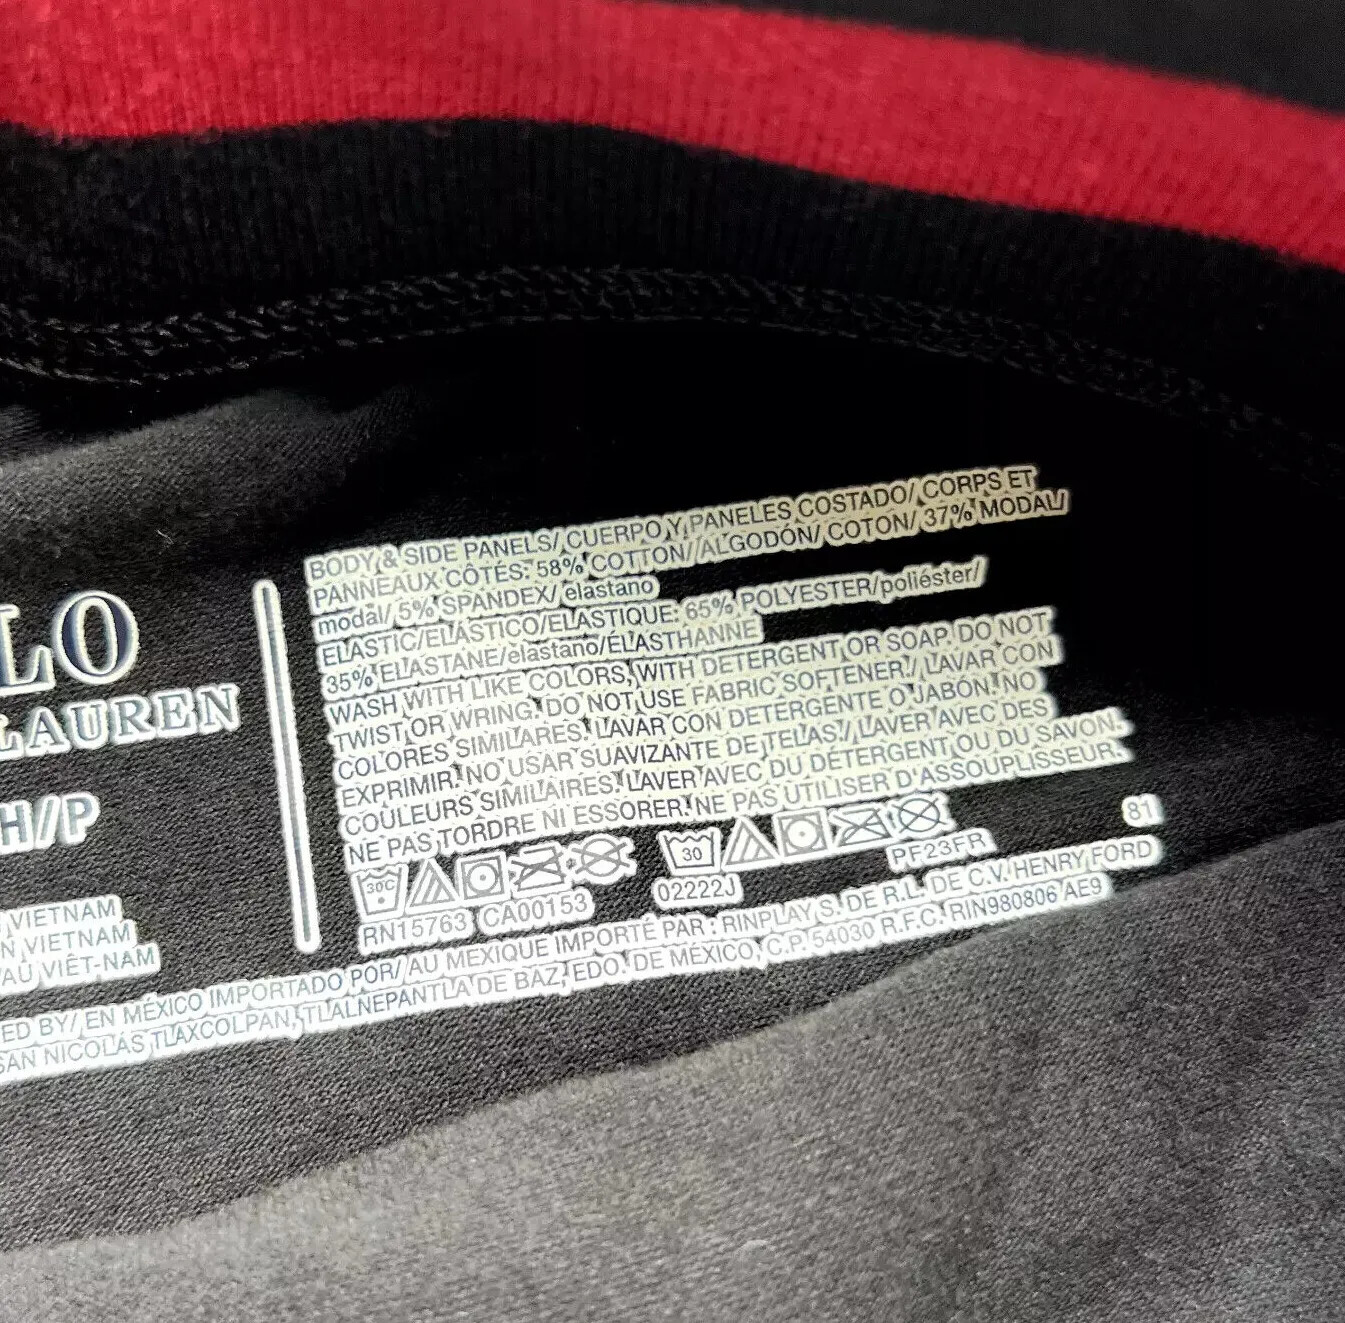 LO
LAUREN
H//P
VIETNAM
N VIETNAM
AU VIÊT-NAM
BODY & SIDE PANELS/ CUERPO Y PANELES COSTADO/ CORPS ET
PANNEAUX CÔTÉS: 58% COTTON//ALGODÓN/ COTON/ 37% MODAL/
modal/ 5% SPANDEX/ elastano
ELASTIC/ELÁSTICO/ELASTIQUE: 65% POLYESTER/poliéster/
35% ELASTANE/elastano/ÉLASTHANNE
WASH WITH LIKE COLORS, WITH DETERGENT OR SOAP. DO NOT
TWIST OR WRING. DO NOT USE FABRIC SOFTENER./ LAVAR CON
COLORES SIMILARES. LAVAR CON DETERGENTE O JABÓN. NO
EXPRIMIR. NO USAR SUAVIZANTE DE TELAS./ LAVER AVEC DES
COULEURS SIMILAIRES. LAVER AVEC DU DÉTERGENT OU DU SAVON.
NE PAS TORDRE NI ESSORER. NE PAS UTILISER D'ASSOUPLISSEUR.
30C 30 81
RN15763 CA00153 02222J PF23FR
ED BY/ EN MÉXICO IMPORTADO POR/ AU MEXIQUE IMPORTÉ PAR : RINPLAY S. DE R.L. DE C.V. HENRY FORD
SAN NICOLÁS TLAXCOLPAN, TLALNEPANTLA DE BAZ, EDO. DE MÉXICO, C.P. 54030 R.F.C. RIN980806 AE9